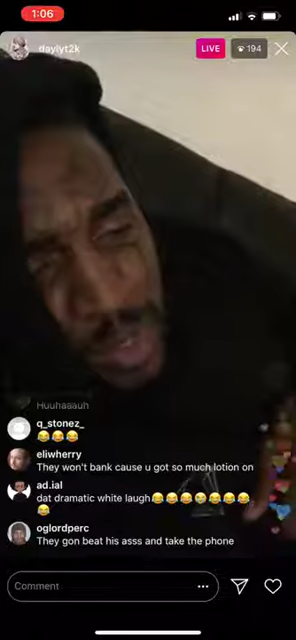 1:06
daylyt2k
LIVE
194
Huuhaaauh
q_stonez_
😂😂😂
eliwherry
They won't bank cause u got so much lotion on
ad.ial
dat dramatic white laugh😂😂😂😂😂😂😂
😂
oglordperc
They gon beat his asss and take the phone
Comment